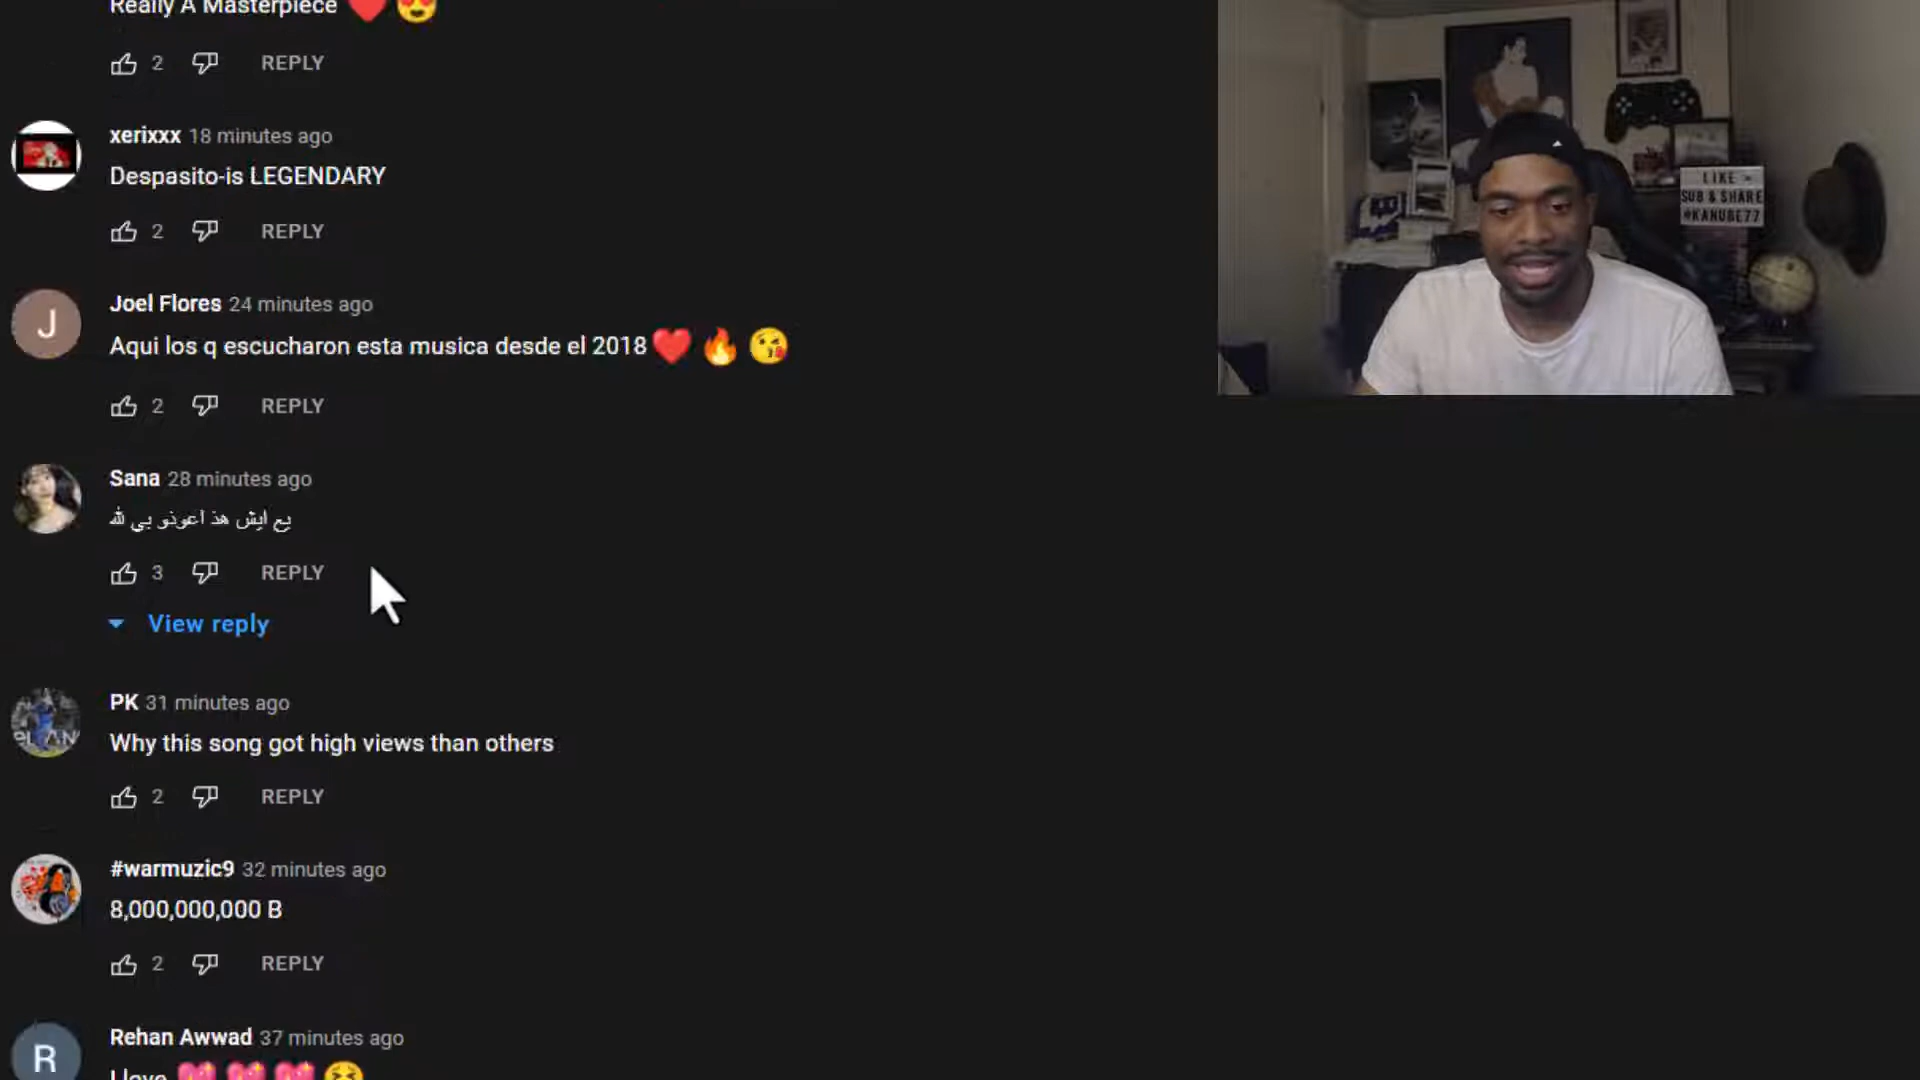 Really A Masterpiece ❤️ 😍
2 REPLY
xerixxx 18 minutes ago
Despasito-is LEGENDARY
2 REPLY
Joel Flores 24 minutes ago
Aqui los q escucharon esta musica desde el 2018 ❤️ 🔥 😘
2 REPLY
J
Sana 28 minutes ago
يع ايش هذ اعوذو بي لله
3 REPLY
View reply
PK 31 minutes ago
Why this song got high views than others
2 REPLY
#warmuzic9 32 minutes ago
8,000,000,000 B
2 REPLY
Rehan Awwad 37 minutes ago
R
I love 💖 💖 💖
LIKE
SUB & SHARE
@KANUBE77